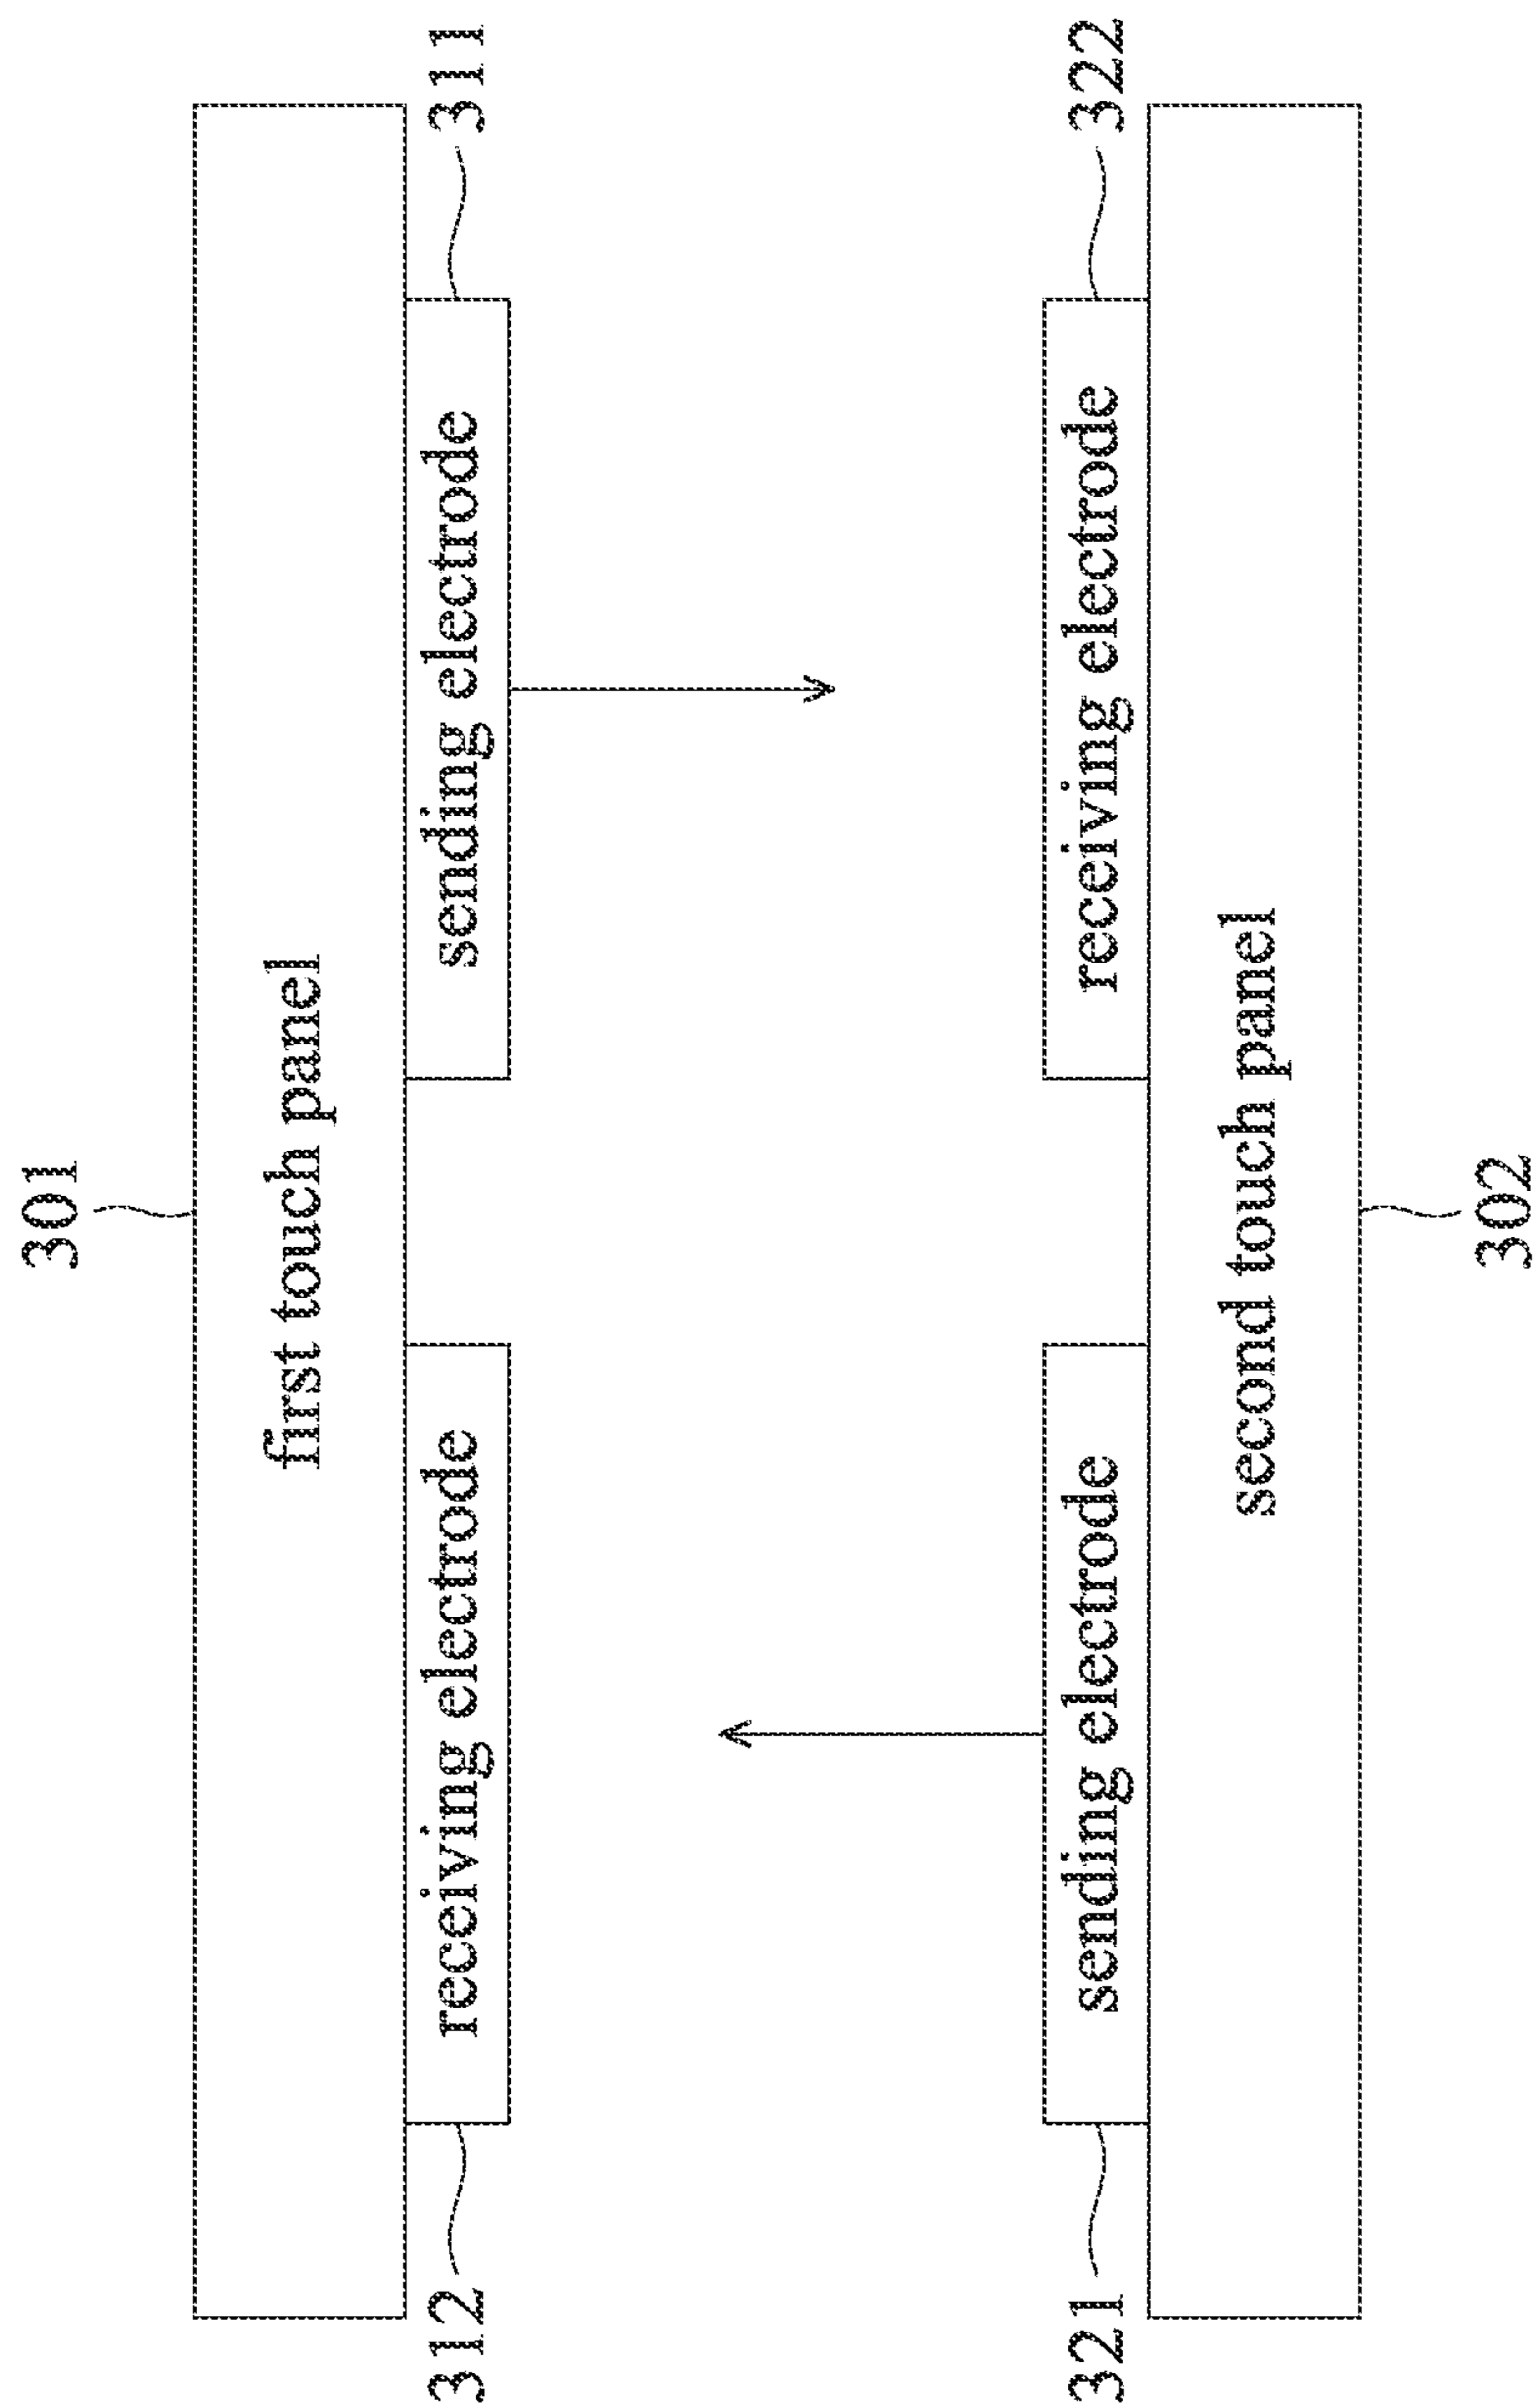 301
first touch panel
312
receiving electrode
sending electrode
311
321
sending electrode
receiving electrode
322
second touch panel
302